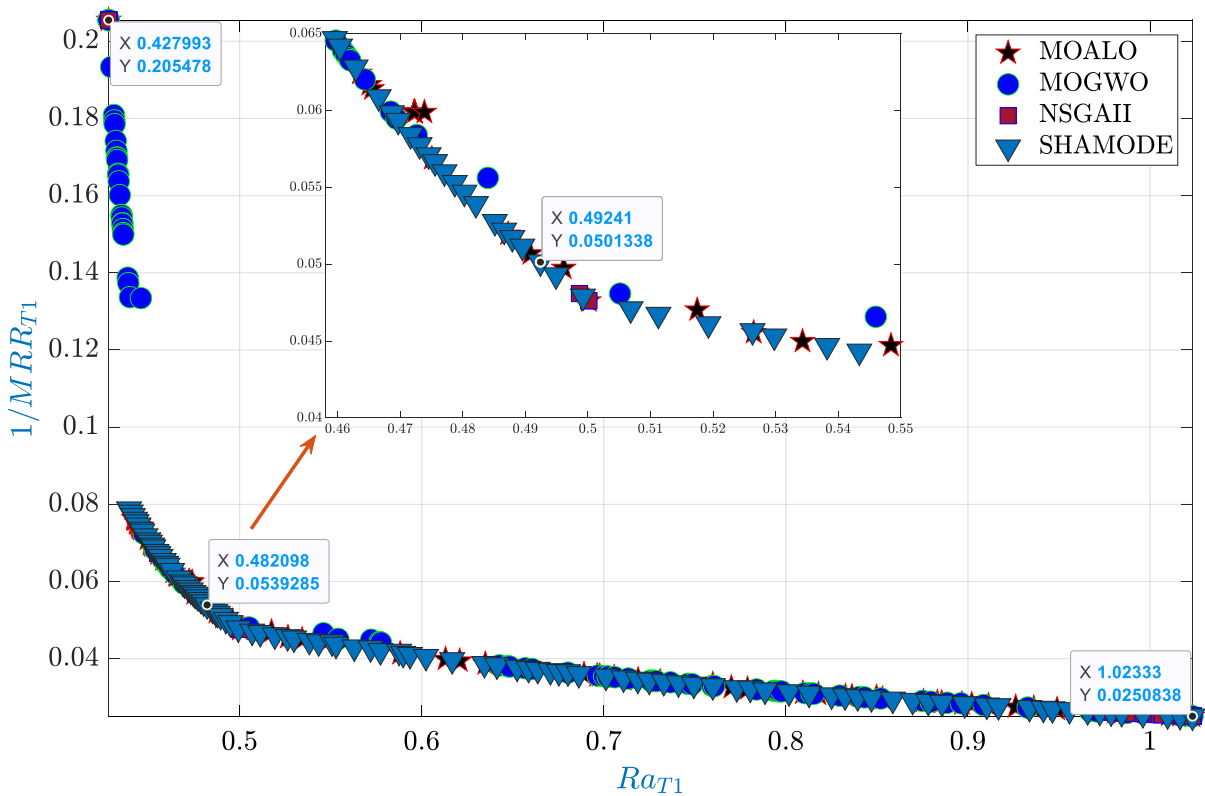 X 0.427993
Y 0.205478
MOALO
MOGWO
NSGAII
SHAMODE
0.2
0.18
0.16
0.14
0.12
0.1
0.08
0.06
0.04
1/MRR_{T1}
0.065
0.06
0.055
0.05
0.045
0.04
X 0.49241
Y 0.0501338
0.46 0.47 0.48 0.49 0.5 0.51 0.52 0.53 0.54 0.55
X 0.482098
Y 0.0539285
X 1.02333
Y 0.0250838
0.5 0.6 0.7 0.8 0.9 1
Ra_{T1}